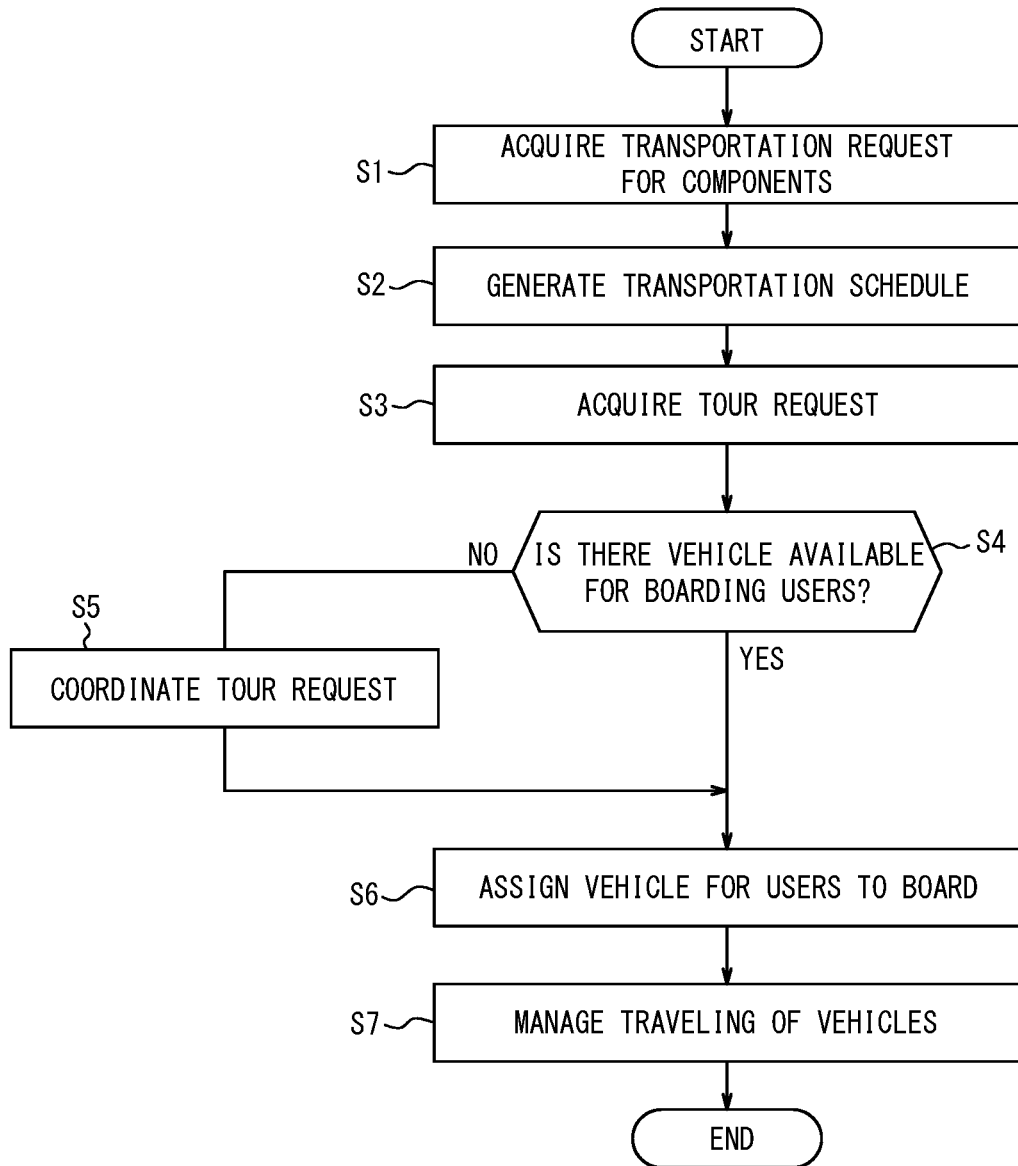 START
S1
ACQUIRE TRANSPORTATION REQUEST
FOR COMPONENTS
S2
GENERATE TRANSPORTATION SCHEDULE
S3
ACQUIRE TOUR REQUEST
S4
NO
IS THERE VEHICLE AVAILABLE
FOR BOARDING USERS?
YES
S5
COORDINATE TOUR REQUEST
S6
ASSIGN VEHICLE FOR USERS TO BOARD
S7
MANAGE TRAVELING OF VEHICLES
END